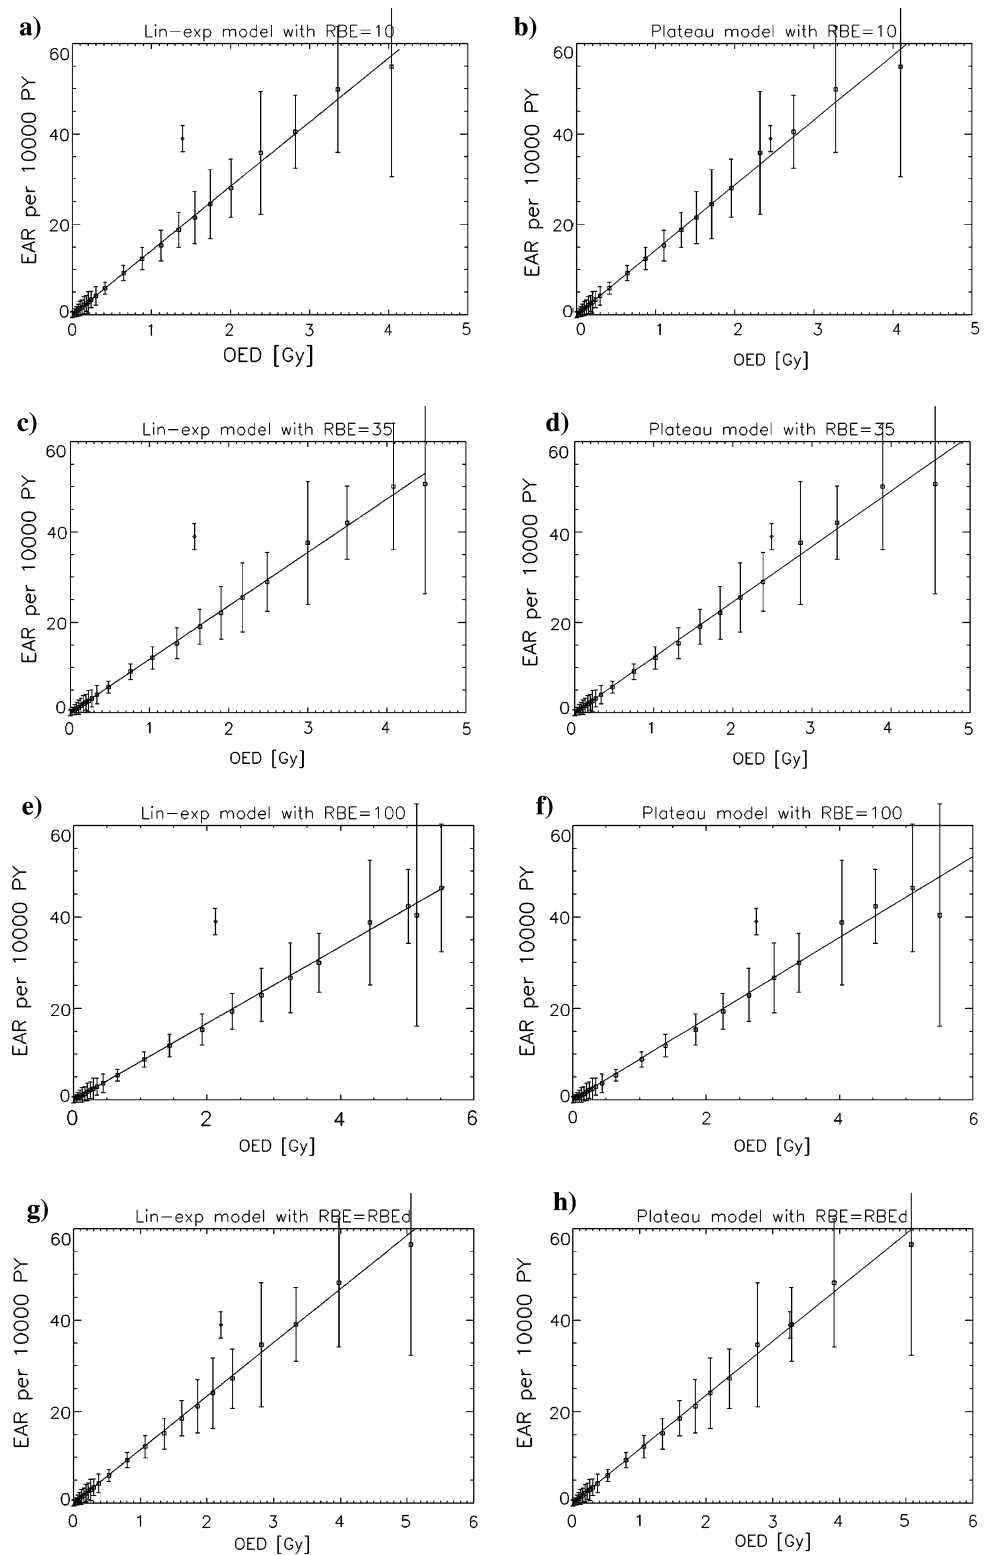 a)
Lin-exp model with RBE=10
EAR per 10000 PY
60
40
20
0
0 1 2 3 4 5
OED [Gy]
b)
Plateau model with RBE=10
EAR per 10000 PY
60
40
20
0
0 1 2 3 4 5
OED [Gy]
c)
Lin-exp model with RBE=35
EAR per 10000 PY
60
40
20
0
0 1 2 3 4 5
OED [Gy]
d)
Plateau model with RBE=35
EAR per 10000 PY
60
40
20
0
0 1 2 3 4 5
OED [Gy]
e)
Lin-exp model with RBE=100
EAR per 10000 PY
60
40
20
0
0 2 4 6
OED [Gy]
f)
Plateau model with RBE=100
EAR per 10000 PY
60
40
20
0
0 2 4 6
OED [Gy]
g)
Lin-exp model with RBE=RBEd
EAR per 10000 PY
60
40
20
0
0 1 2 3 4 5 6
OED [Gy]
h)
Plateau model with RBE=RBEd
EAR per 10000 PY
60
40
20
0
0 1 2 3 4 5 6
OED [Gy]